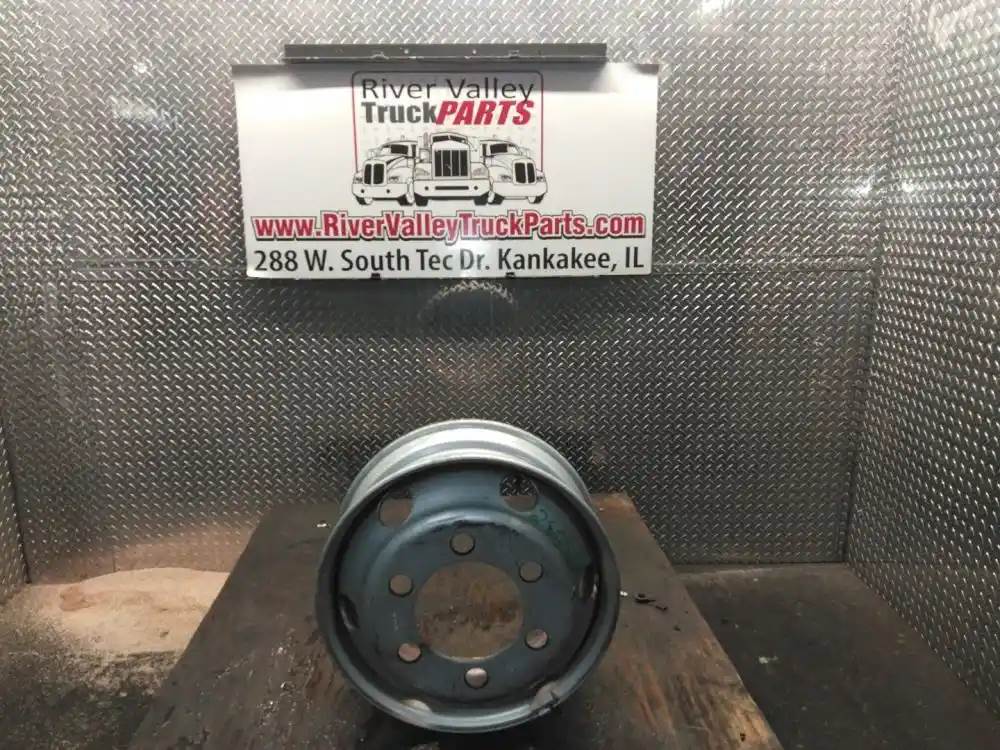 River Valley
TruckPARTS
www.RiverValleyTruckParts.com
288 W. South Tec Dr. Kankakee, IL